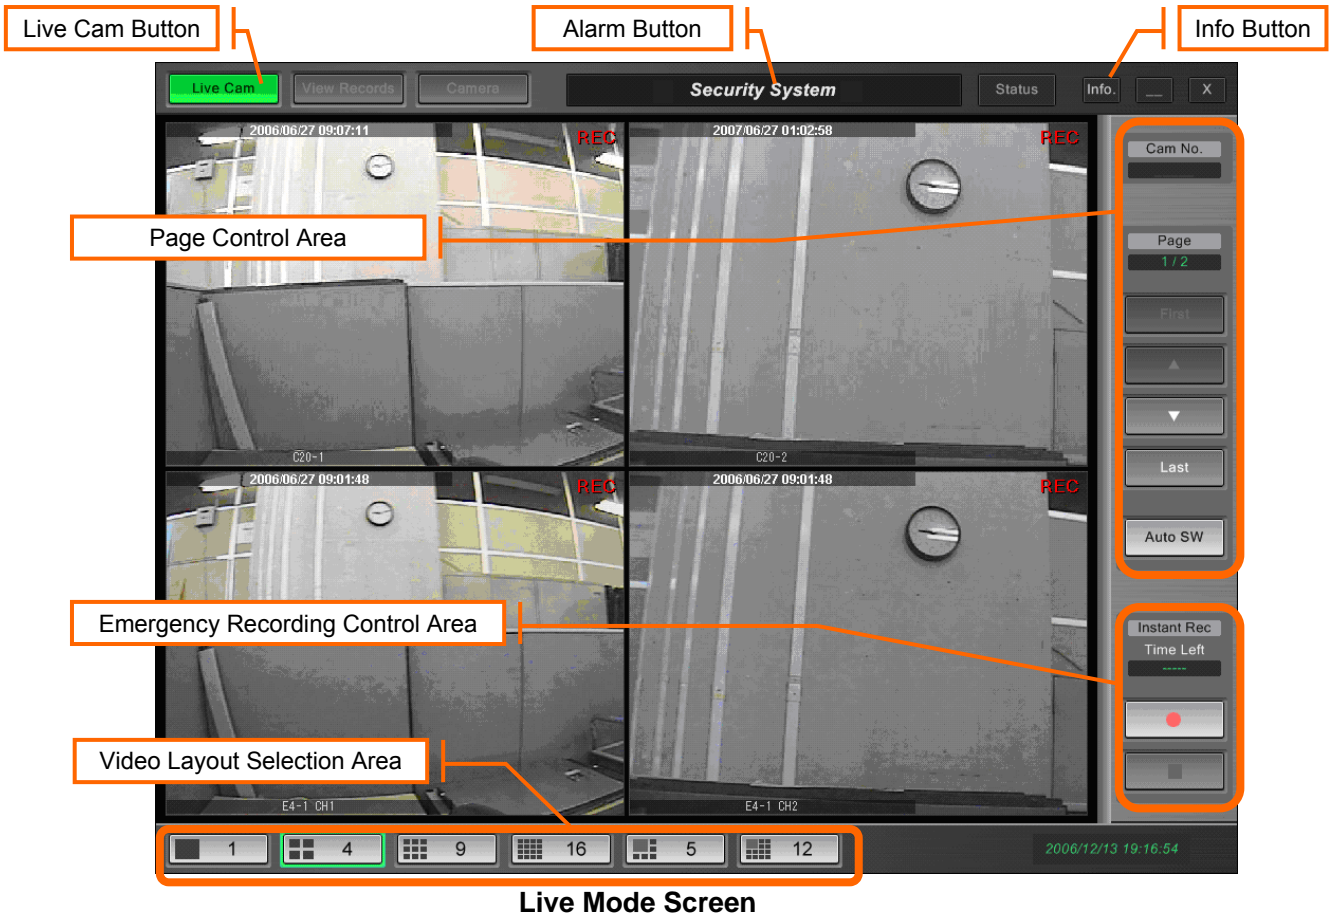 Live Cam Button
Alarm Button
Info Button
Live Cam
View Records
Camera
Security System
Status
Info.
X
2006/06/27 09:07:11
REC
2007/06/27 01:02:58
REC
Cam No.
Page Control Area
Page
1 / 2
First
C20-1
C20-2
Last
2006/06/27 09:01:48
REC
2006/06/27 09:01:48
REC
Auto SW
Emergency Recording Control Area
Instant Rec
Time Left
-----
Video Layout Selection Area
E4-1 CH1
E4-1 CH2
1
4
9
16
5
12
2006/12/13 19:16:54
Live Mode Screen